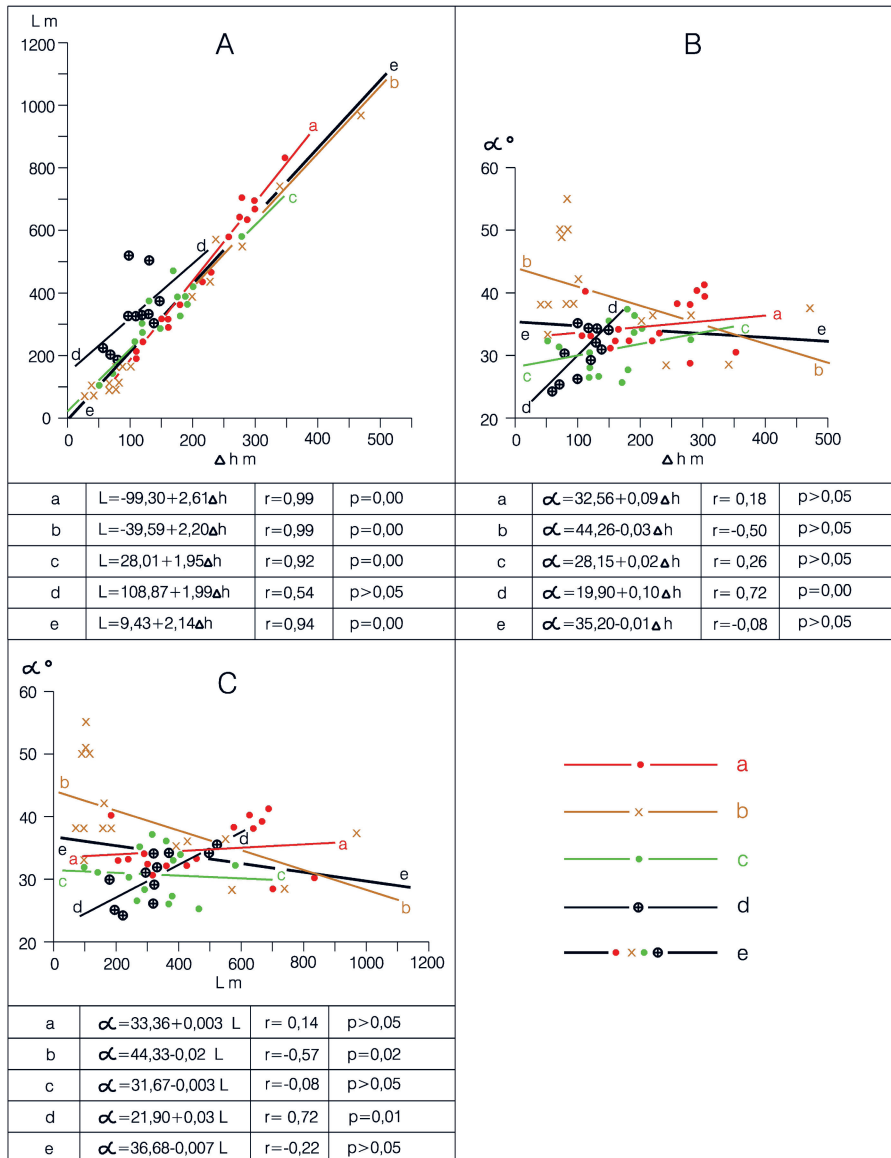 L m
A
1200
1000
800
600
400
200
0
0 100 200 300 400 500
Δ h m
a
b
c
d
d
e
e
a L=-99,30+2,61Δh r=0,99 p=0,00
b L=-39,59+2,20Δh r=0,99 p=0,00
c L=28,01+1,95Δh r=0,92 p=0,00
d L=108,87+1,99Δh r=0,54 p>0,05
e L=9,43+2,14Δh r=0,94 p=0,00
B
α°
60
50
40
30
20
0 100 200 300 400 500
Δ h m
b
e
c
d
d
a
c
e
b
a α=32,56+0,09Δh r= 0,18 p>0,05
b α=44,26-0,03Δh r=-0,50 p>0,05
c α=28,15+0,02Δh r= 0,26 p>0,05
d α=19,90+0,10Δh r= 0,72 p=0,00
e α=35,20-0,01Δh r=-0,08 p>0,05
α°
C
60
50
40
30
20
0 200 400 600 800 1000 1200
L m
b
e
a
c
d
d
a
c
e
b
a α=33,36+0,003 L r= 0,14 p>0,05
b α=44,33-0,02 L r=-0,57 p=0,02
c α=31,67-0,003 L r=-0,08 p>0,05
d α=21,90+0,03 L r= 0,72 p=0,01
e α=36,68-0,007 L r=-0,22 p>0,05
a
b
c
d
e